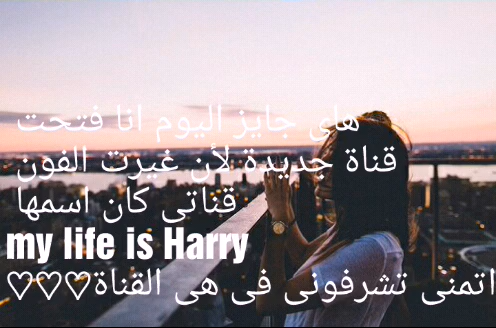 هاى جايز اليوم انا فتحت
قناة جديدة لأن غيرت الفون
قناتى كان اسمها
my life is Harry
اتمنى تشرفونى فى هى القناة♡♡♡